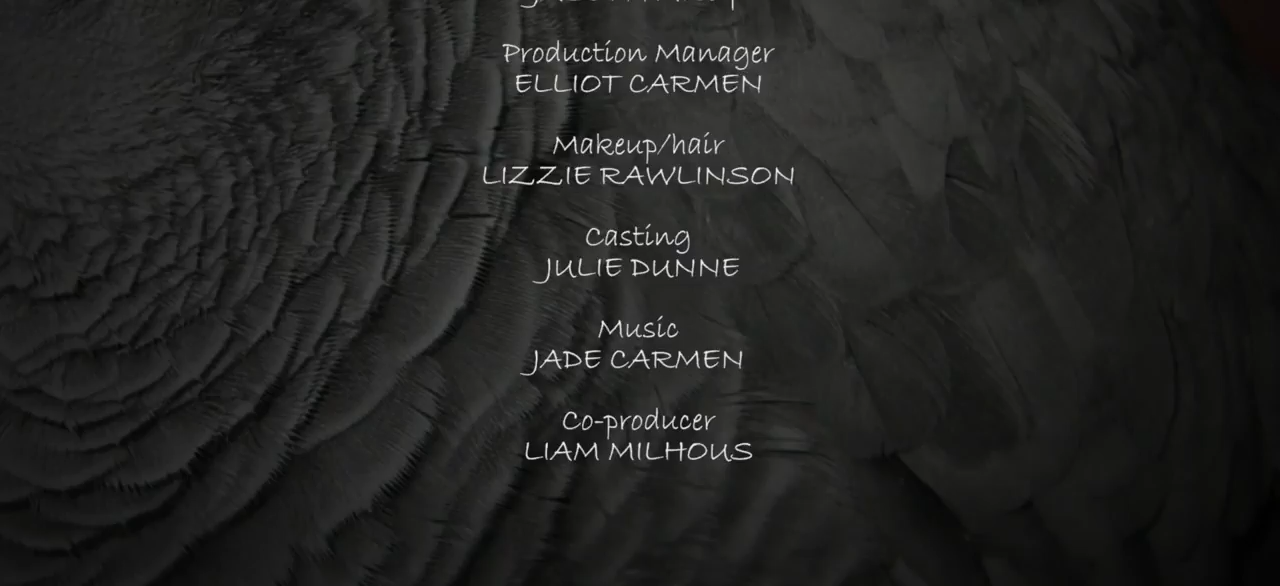 Production Manager
ELLIOT CARMEN
Makeup/hair
LIZZIE RAWLINSON
Casting
JULIE DUNNE
Music
JADE CARMEN
Co-producer
LIAM MILHOUS